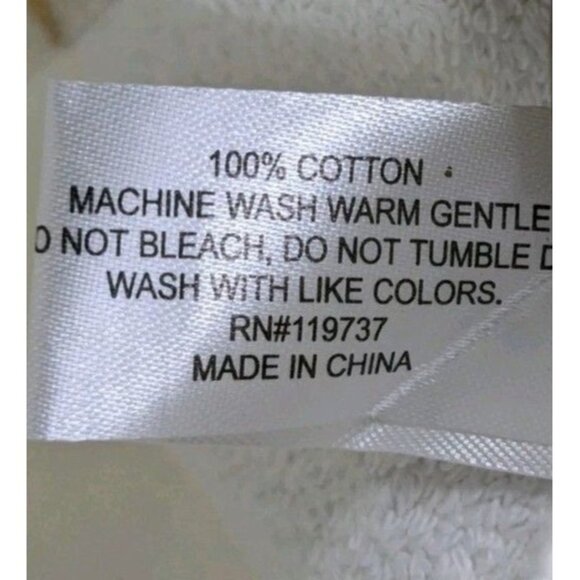 100% COTTON
MACHINE WASH WARM GENTLE
O NOT BLEACH, DO NOT TUMBLE D
WASH WITH LIKE COLORS.
RN#119737
MADE IN CHINA